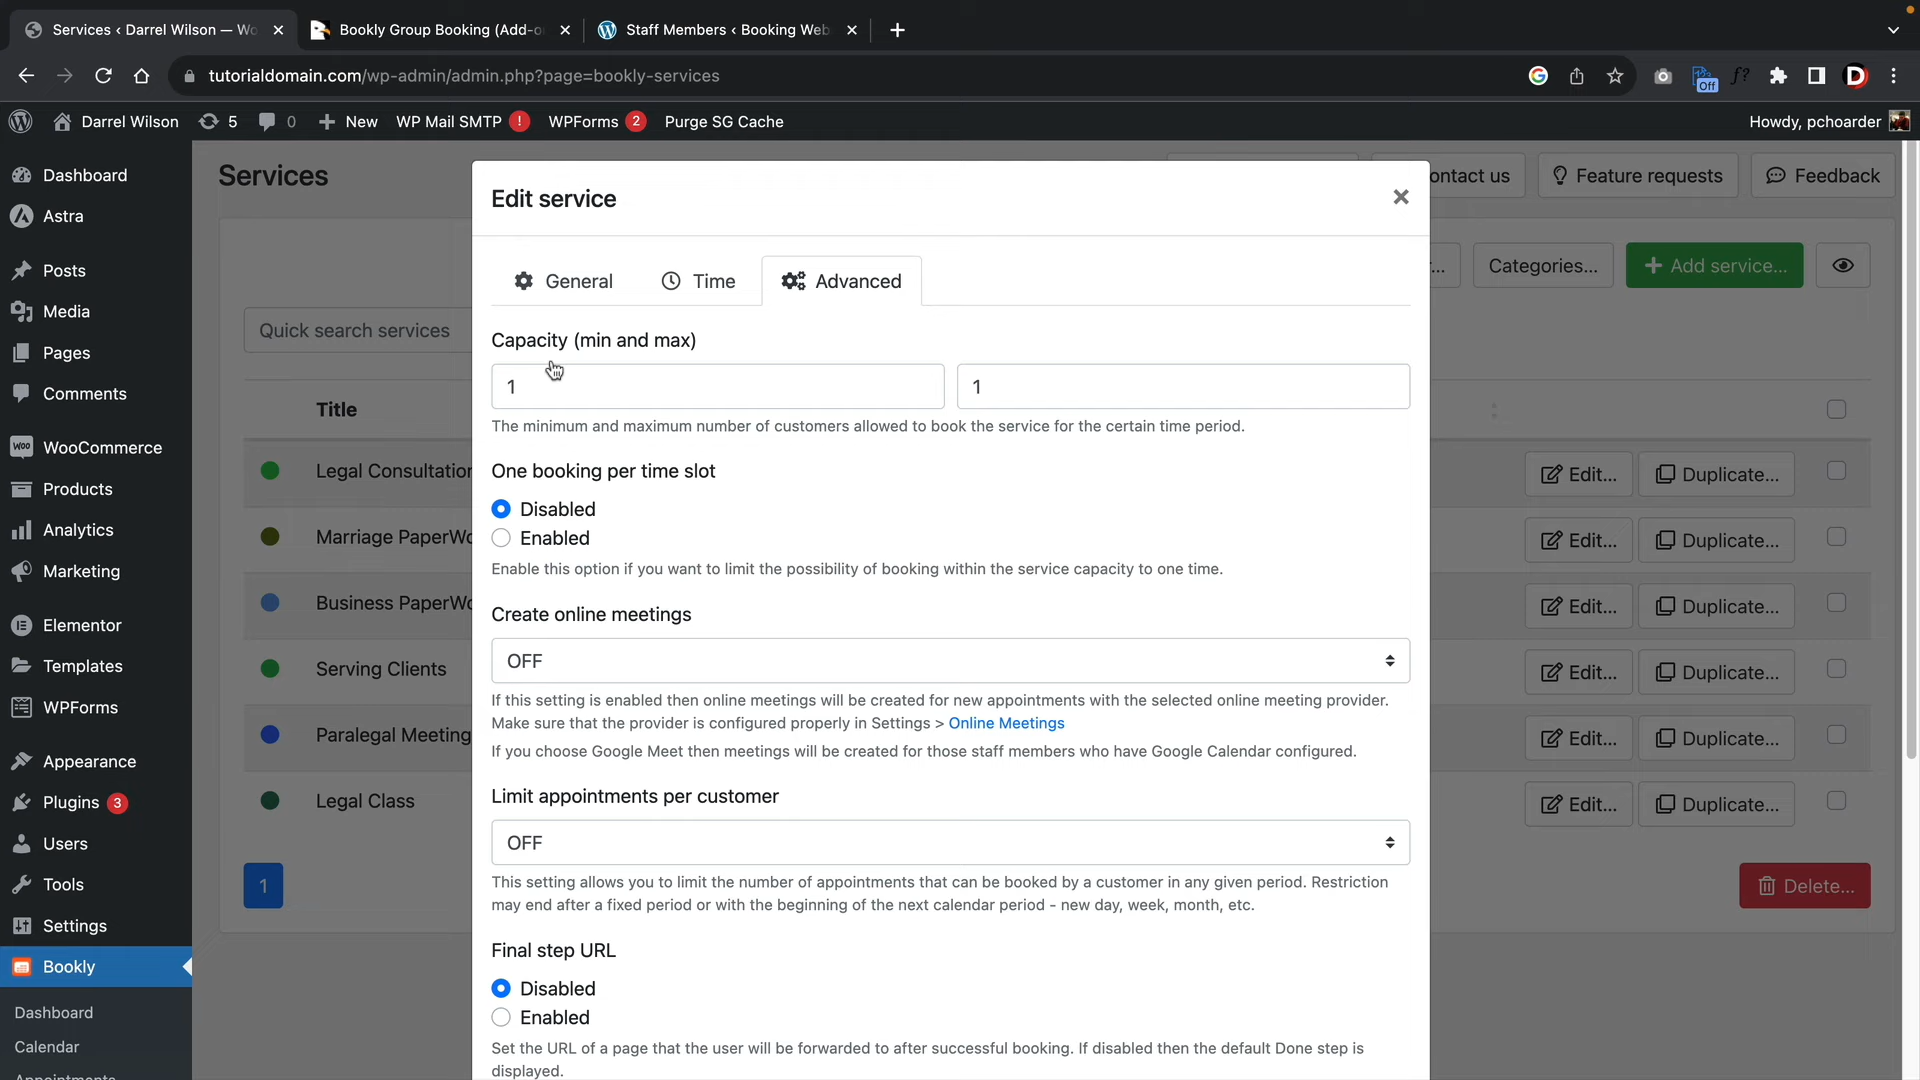 Services ‹ Darrel Wilson — Wo
Bookly Group Booking (Add-o
Staff Members ‹ Booking Web
tutorialdomain.com/wp-admin/admin.php?page=bookly-services
Off
f?
D
Darrel Wilson
5
0
New
WP Mail SMTP !
WPForms 2
Purge SG Cache
Howdy, pchoarder
Dashboard
Astra
Posts
Media
Pages
Comments
WooCommerce
Products
Analytics
Marketing
Elementor
Templates
WPForms
Appearance
Plugins 3
Users
Tools
Settings
Bookly
Dashboard
Calendar
Services
ontact us
Feature requests
Feedback
Categories...
Add service...
Quick search services
Title
Legal Consultation
Edit...
Duplicate...
Marriage PaperWo
Edit...
Duplicate...
Business PaperWo
Edit...
Duplicate...
Serving Clients
Edit...
Duplicate...
Paralegal Meeting
Edit...
Duplicate...
Legal Class
Edit...
Duplicate...
1
Delete...
Edit service
General
Time
Advanced
Capacity (min and max)
1
1
The minimum and maximum number of customers allowed to book the service for the certain time period.
One booking per time slot
Disabled
Enabled
Enable this option if you want to limit the possibility of booking within the service capacity to one time.
Create online meetings
OFF
If this setting is enabled then online meetings will be created for new appointments with the selected online meeting provider.
Make sure that the provider is configured properly in Settings > Online Meetings
If you choose Google Meet then meetings will be created for those staff members who have Google Calendar configured.
Limit appointments per customer
OFF
This setting allows you to limit the number of appointments that can be booked by a customer in any given period. Restriction
may end after a fixed period or with the beginning of the next calendar period - new day, week, month, etc.
Final step URL
Disabled
Enabled
Set the URL of a page that the user will be forwarded to after successful booking. If disabled then the default Done step is
displayed.